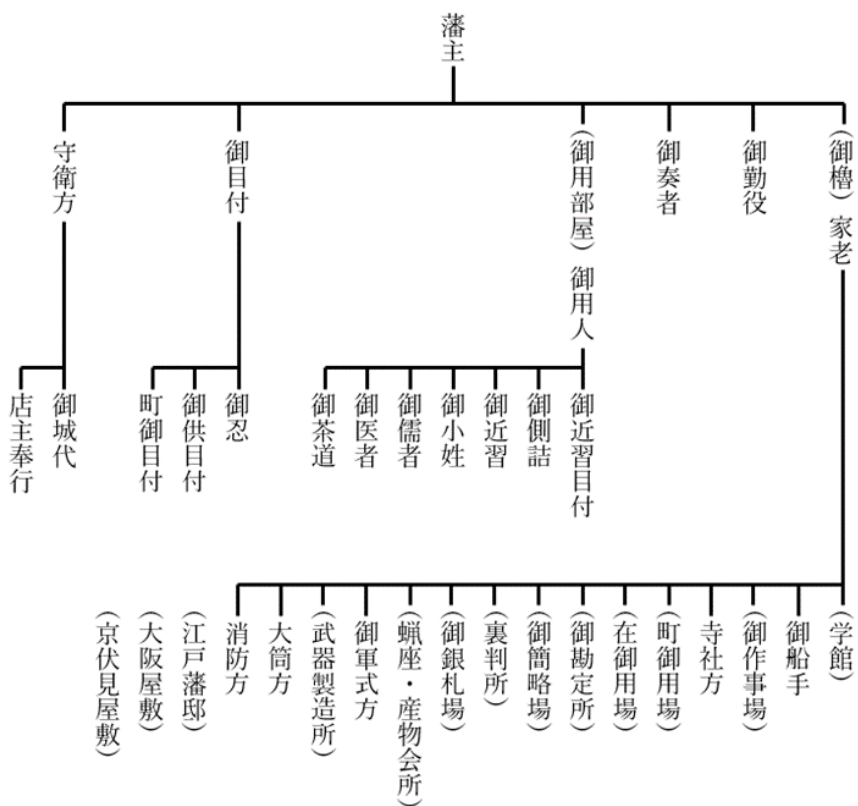 藩主
（御櫓）家老
御勤役
御奏者
（御用部屋）御用人
御目付
守衛方
御近習目付
御側詰
御近習
御小姓
御儒者
御医者
御茶道
御忍
御供目付
町御目付
御城代
店主奉行
（学館）
御船手
（御作事場）
寺社方
（町御用場）
（在御用場）
（御勘定所）
（御簡略場）
（裏判所）
（御銀札場）
（蝋座・産物会所）
御軍式方
（武器製造所）
大筒方
消防方
（江戸藩邸）
（大阪屋敷）
（京伏見屋敷）